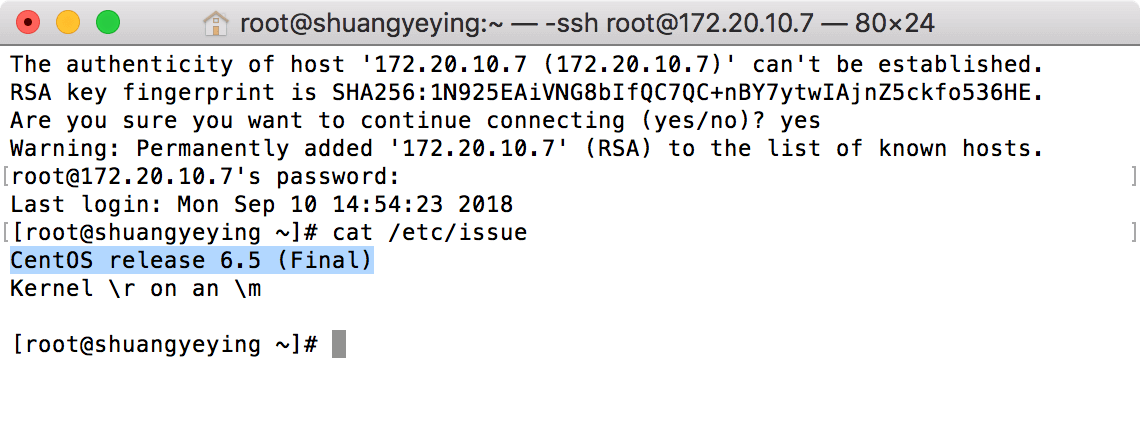 root@shuangyeying:~ — -ssh root@172.20.10.7 — 80×24
The authenticity of host '172.20.10.7 (172.20.10.7)' can't be established.
RSA key fingerprint is SHA256:1N925EAiVNG8bIfQC7QC+nBY7ytwIAjnZ5ckfo536HE.
Are you sure you want to continue connecting (yes/no)? yes
Warning: Permanently added '172.20.10.7' (RSA) to the list of known hosts.
[root@172.20.10.7's password: ]
Last login: Mon Sep 10 14:54:23 2018
[[root@shuangyeying ~]# cat /etc/issue ]
CentOS release 6.5 (Final)
Kernel \r on an \m
[root@shuangyeying ~]#